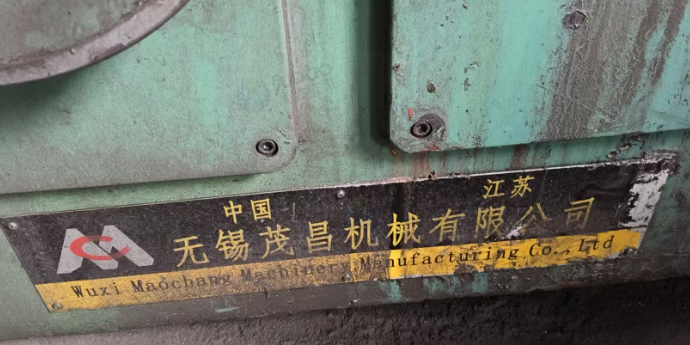 中国 江苏
无锡茂昌机械有限公司
Wuxi Maochang Machinery Manufacturing Co., Ltd